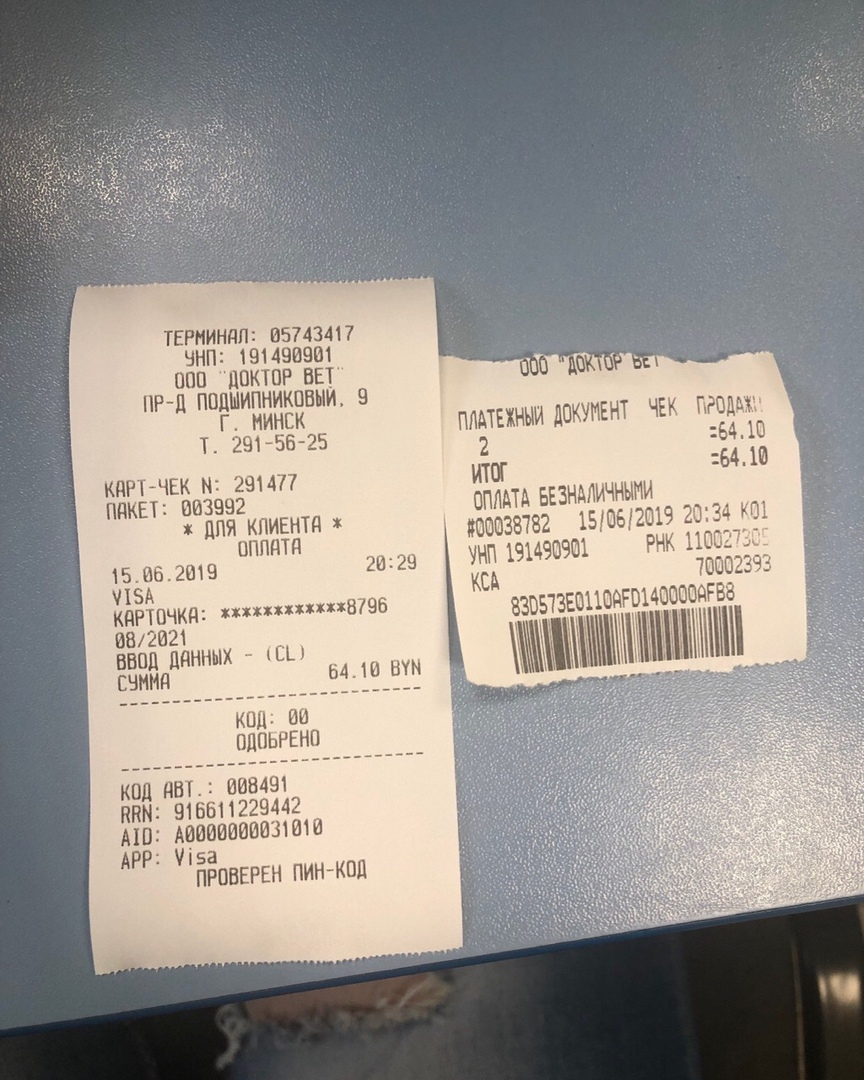 ТЕРМИНАЛ: 05743417
УНП: 191490901
ООО "ДОКТОР ВЕТ"
ПР-Д ПОДШИПНИКОВЫЙ, 9
Г. МИНСК
Т. 291-56-25
КАРТ-ЧЕК N: 291477
ПАКЕТ: 003992
* ДЛЯ КЛИЕНТА *
ОПЛАТА
15.06.2019 20:29
VISA
КАРТОЧКА: ************8796
08/2021
ВВОД ДАННЫХ - (CL)
СУММА 64.10 BYN
КОД: 00
ОДОБРЕНО
КОД АВТ.: 008491
RRN: 916611229442
AID: A0000000031010
APP: Visa
ПРОВЕРЕН ПИН-КОД
ООО "ДОКТОР ВЕТ"
ПЛАТЕЖНЫЙ ДОКУМЕНТ ЧЕК ПРОДАЖИ
2 =64.10
ИТОГ =64.10
ОПЛАТА БЕЗНАЛИЧНЫМИ
#00038782 15/06/2019 20:34 К01
УНП 191490901 РНК 110027305
КСА 70002393
83D573E0110AFD140000AFB8